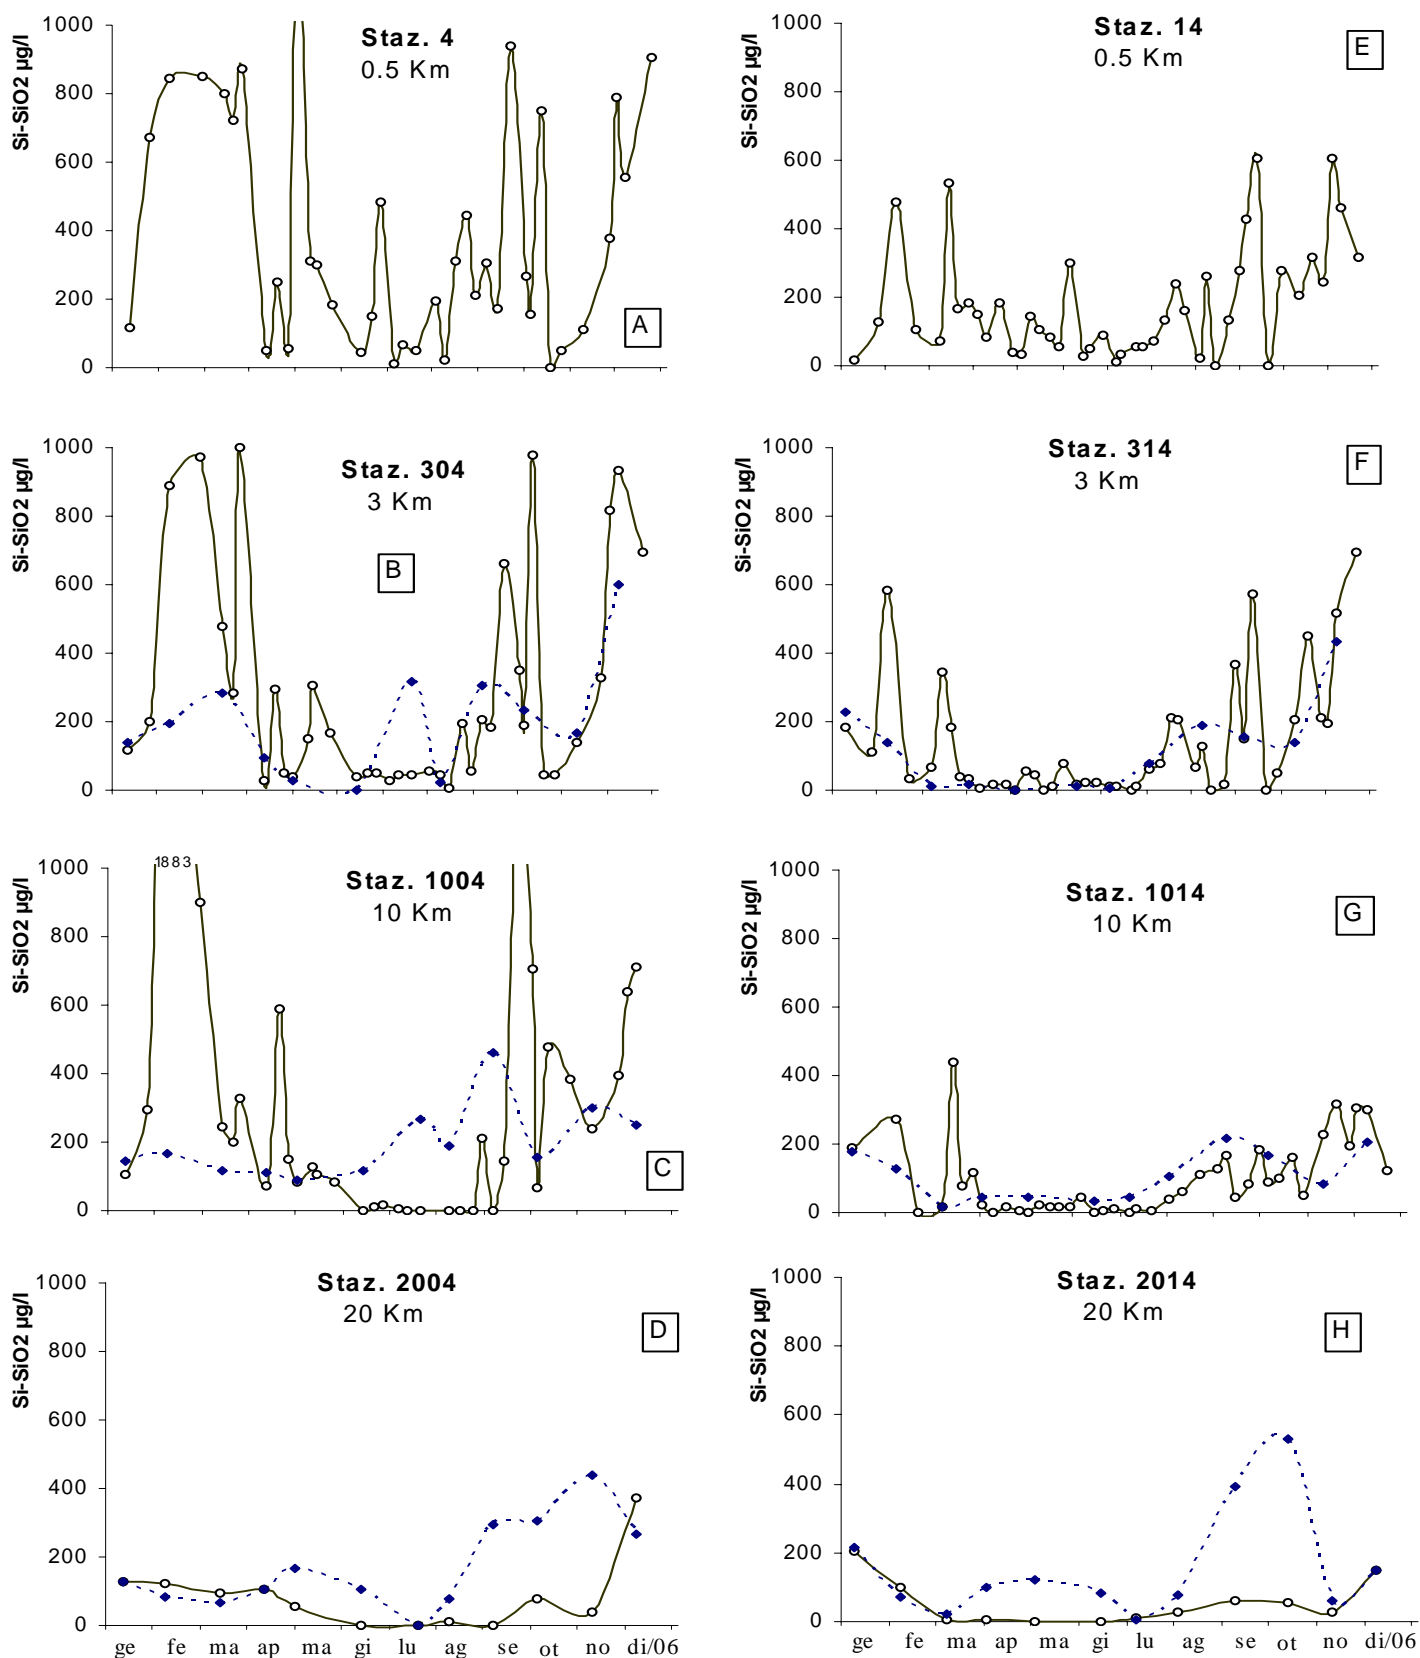 Si-SiO2 µg/l
1000
800
600
400
200
0
Staz. 4
0.5 Km
A
Si-SiO2 µg/l
1000
800
600
400
200
0
Staz. 14
0.5 Km
E
Si-SiO2 µg/l
1000
800
600
400
200
0
Staz. 304
3 Km
B
Si-SiO2 µg/l
1000
800
600
400
200
0
Staz. 314
3 Km
F
Si-SiO2 µg/l
1000
800
600
400
200
0
1883
Staz. 1004
10 Km
C
Si-SiO2 µg/l
1000
800
600
400
200
0
Staz. 1014
10 Km
G
Si-SiO2 µg/l
1000
800
600
400
200
0
Staz. 2004
20 Km
D
ge fe ma ap ma gi lu ag se ot no di/06
Si-SiO2 µg/l
1000
800
600
400
200
0
Staz. 2014
20 Km
H
ge fe ma ap ma gi lu ag se ot no di/06